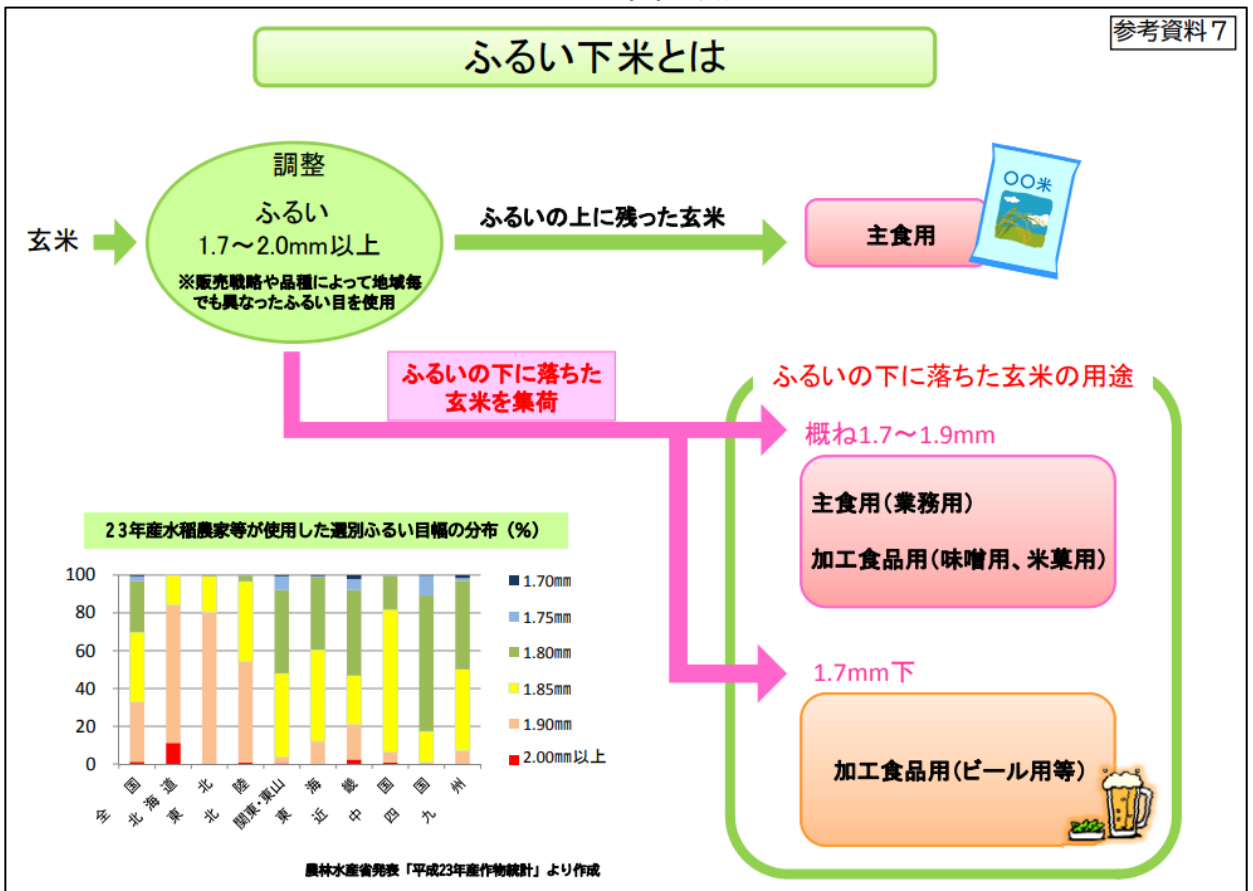 参考資料7
ふるい下米とは
玄米
調整
ふるい
1.7~2.0mm以上
※販売戦略や品種によって地域毎
でも異なったふるい目を使用
ふるいの上に残った玄米
主食用
〇〇米
ふるいの下に落ちた
玄米を集荷
ふるいの下に落ちた玄米の用途
概ね1.7~1.9mm
主食用(業務用)
加工食品用(味噌用、米菓用)
1.7mm下
加工食品用(ビール用等)
23年産水稲農家等が使用した選別ふるい目幅の分布(%)
100
80
60
40
20
0
全国
北海道
東北
北陸
関東・東山
東海
近畿
中国
四国
九州
1.70mm
1.75mm
1.80mm
1.85mm
1.90mm
2.00mm以上
農林水産省発表「平成23年産作物統計」より作成